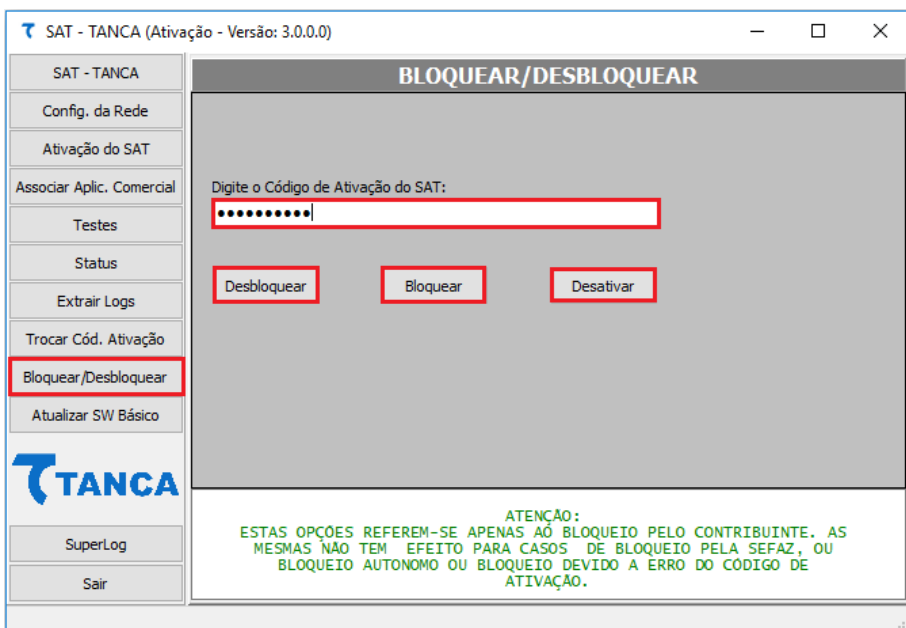 SAT - TANCA (Ativação - Versão: 3.0.0.0)
SAT - TANCA
Config. da Rede
Ativação do SAT
Associar Aplic. Comercial
Testes
Status
Extrair Logs
Trocar Cód. Ativação
Bloquear/Desbloquear
Atualizar SW Básico
TANCA
SuperLog
Sair
BLOQUEAR/DESBLOQUEAR
Digite o Código de Ativação do SAT:
••••••••••
Desbloquear Bloquear Desativar
ATENÇÃO:
ESTAS OPÇÕES REFEREM-SE APENAS AO BLOQUEIO PELO CONTRIBUINTE. AS
MESMAS NÃO TEM EFEITO PARA CASOS DE BLOQUEIO PELA SEFAZ, OU
BLOQUEIO AUTONOMO OU BLOQUEIO DEVIDO A ERRO DO CÓDIGO DE
ATIVAÇÃO.